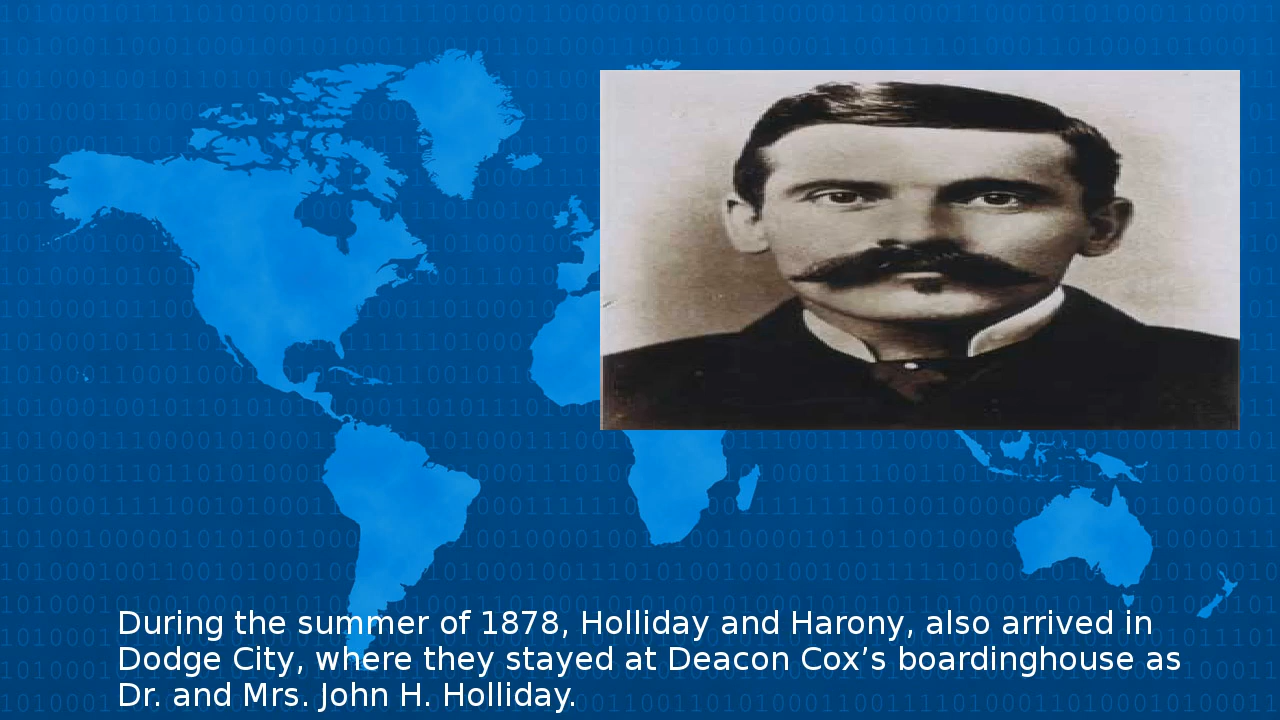 During the summer of 1878, Holliday and Harony, also arrived in
Dodge City, where they stayed at Deacon Cox’s boardinghouse as
Dr. and Mrs. John H. Holliday.